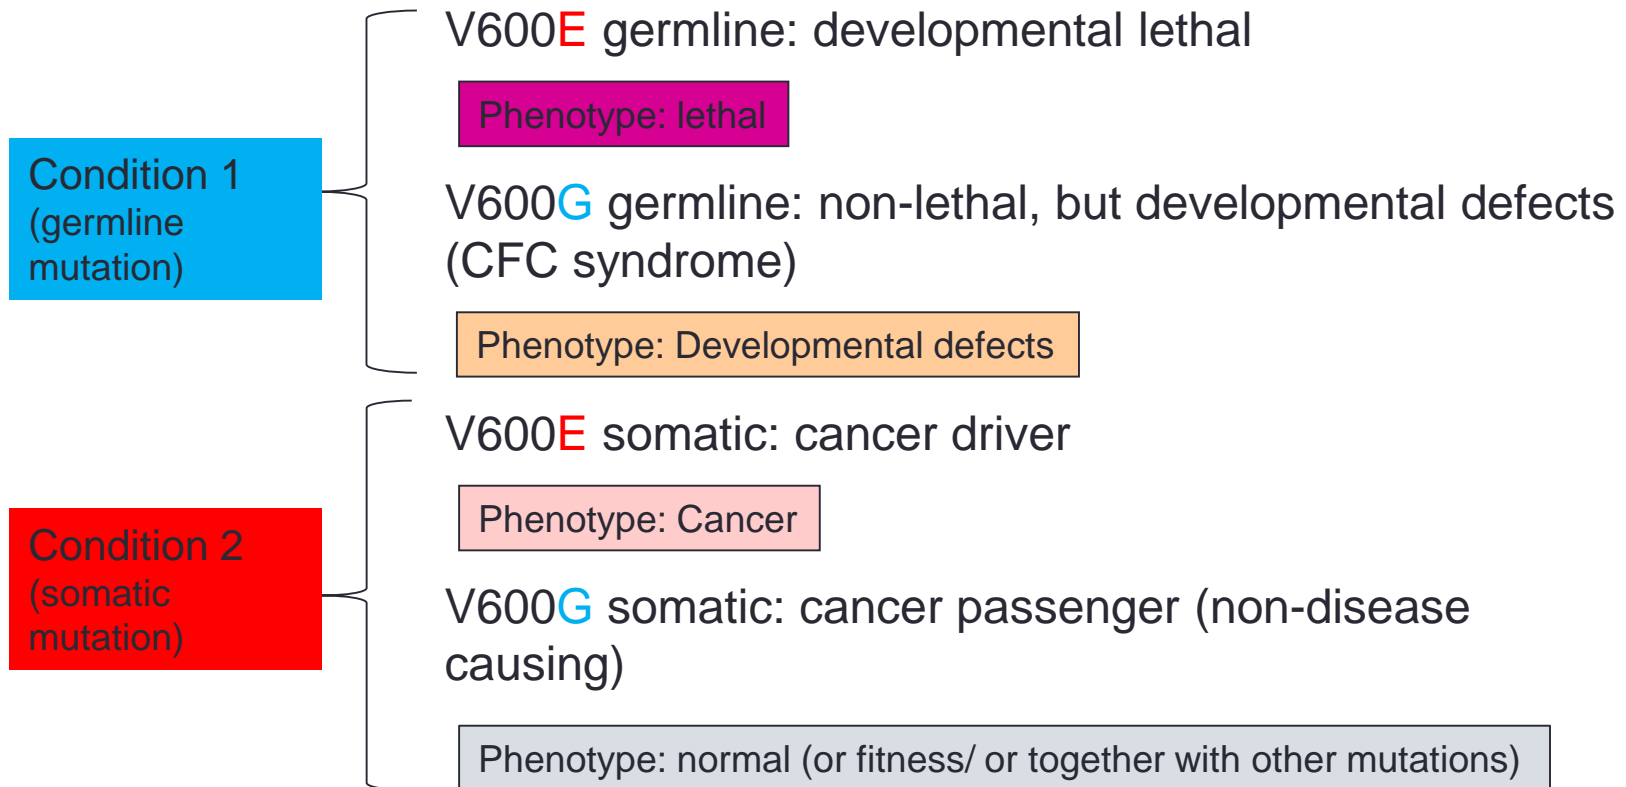 V600E germline: developmental lethal
Phenotype: lethal
Condition 1
(germline
mutation)
V600G germline: non-lethal, but developmental defects
(CFC syndrome)
Phenotype: Developmental defects
V600E somatic: cancer driver
Phenotype: Cancer
Condition 2
(somatic
mutation)
V600G somatic: cancer passenger (non-disease
causing)
Phenotype: normal (or fitness/ or together with other mutations)